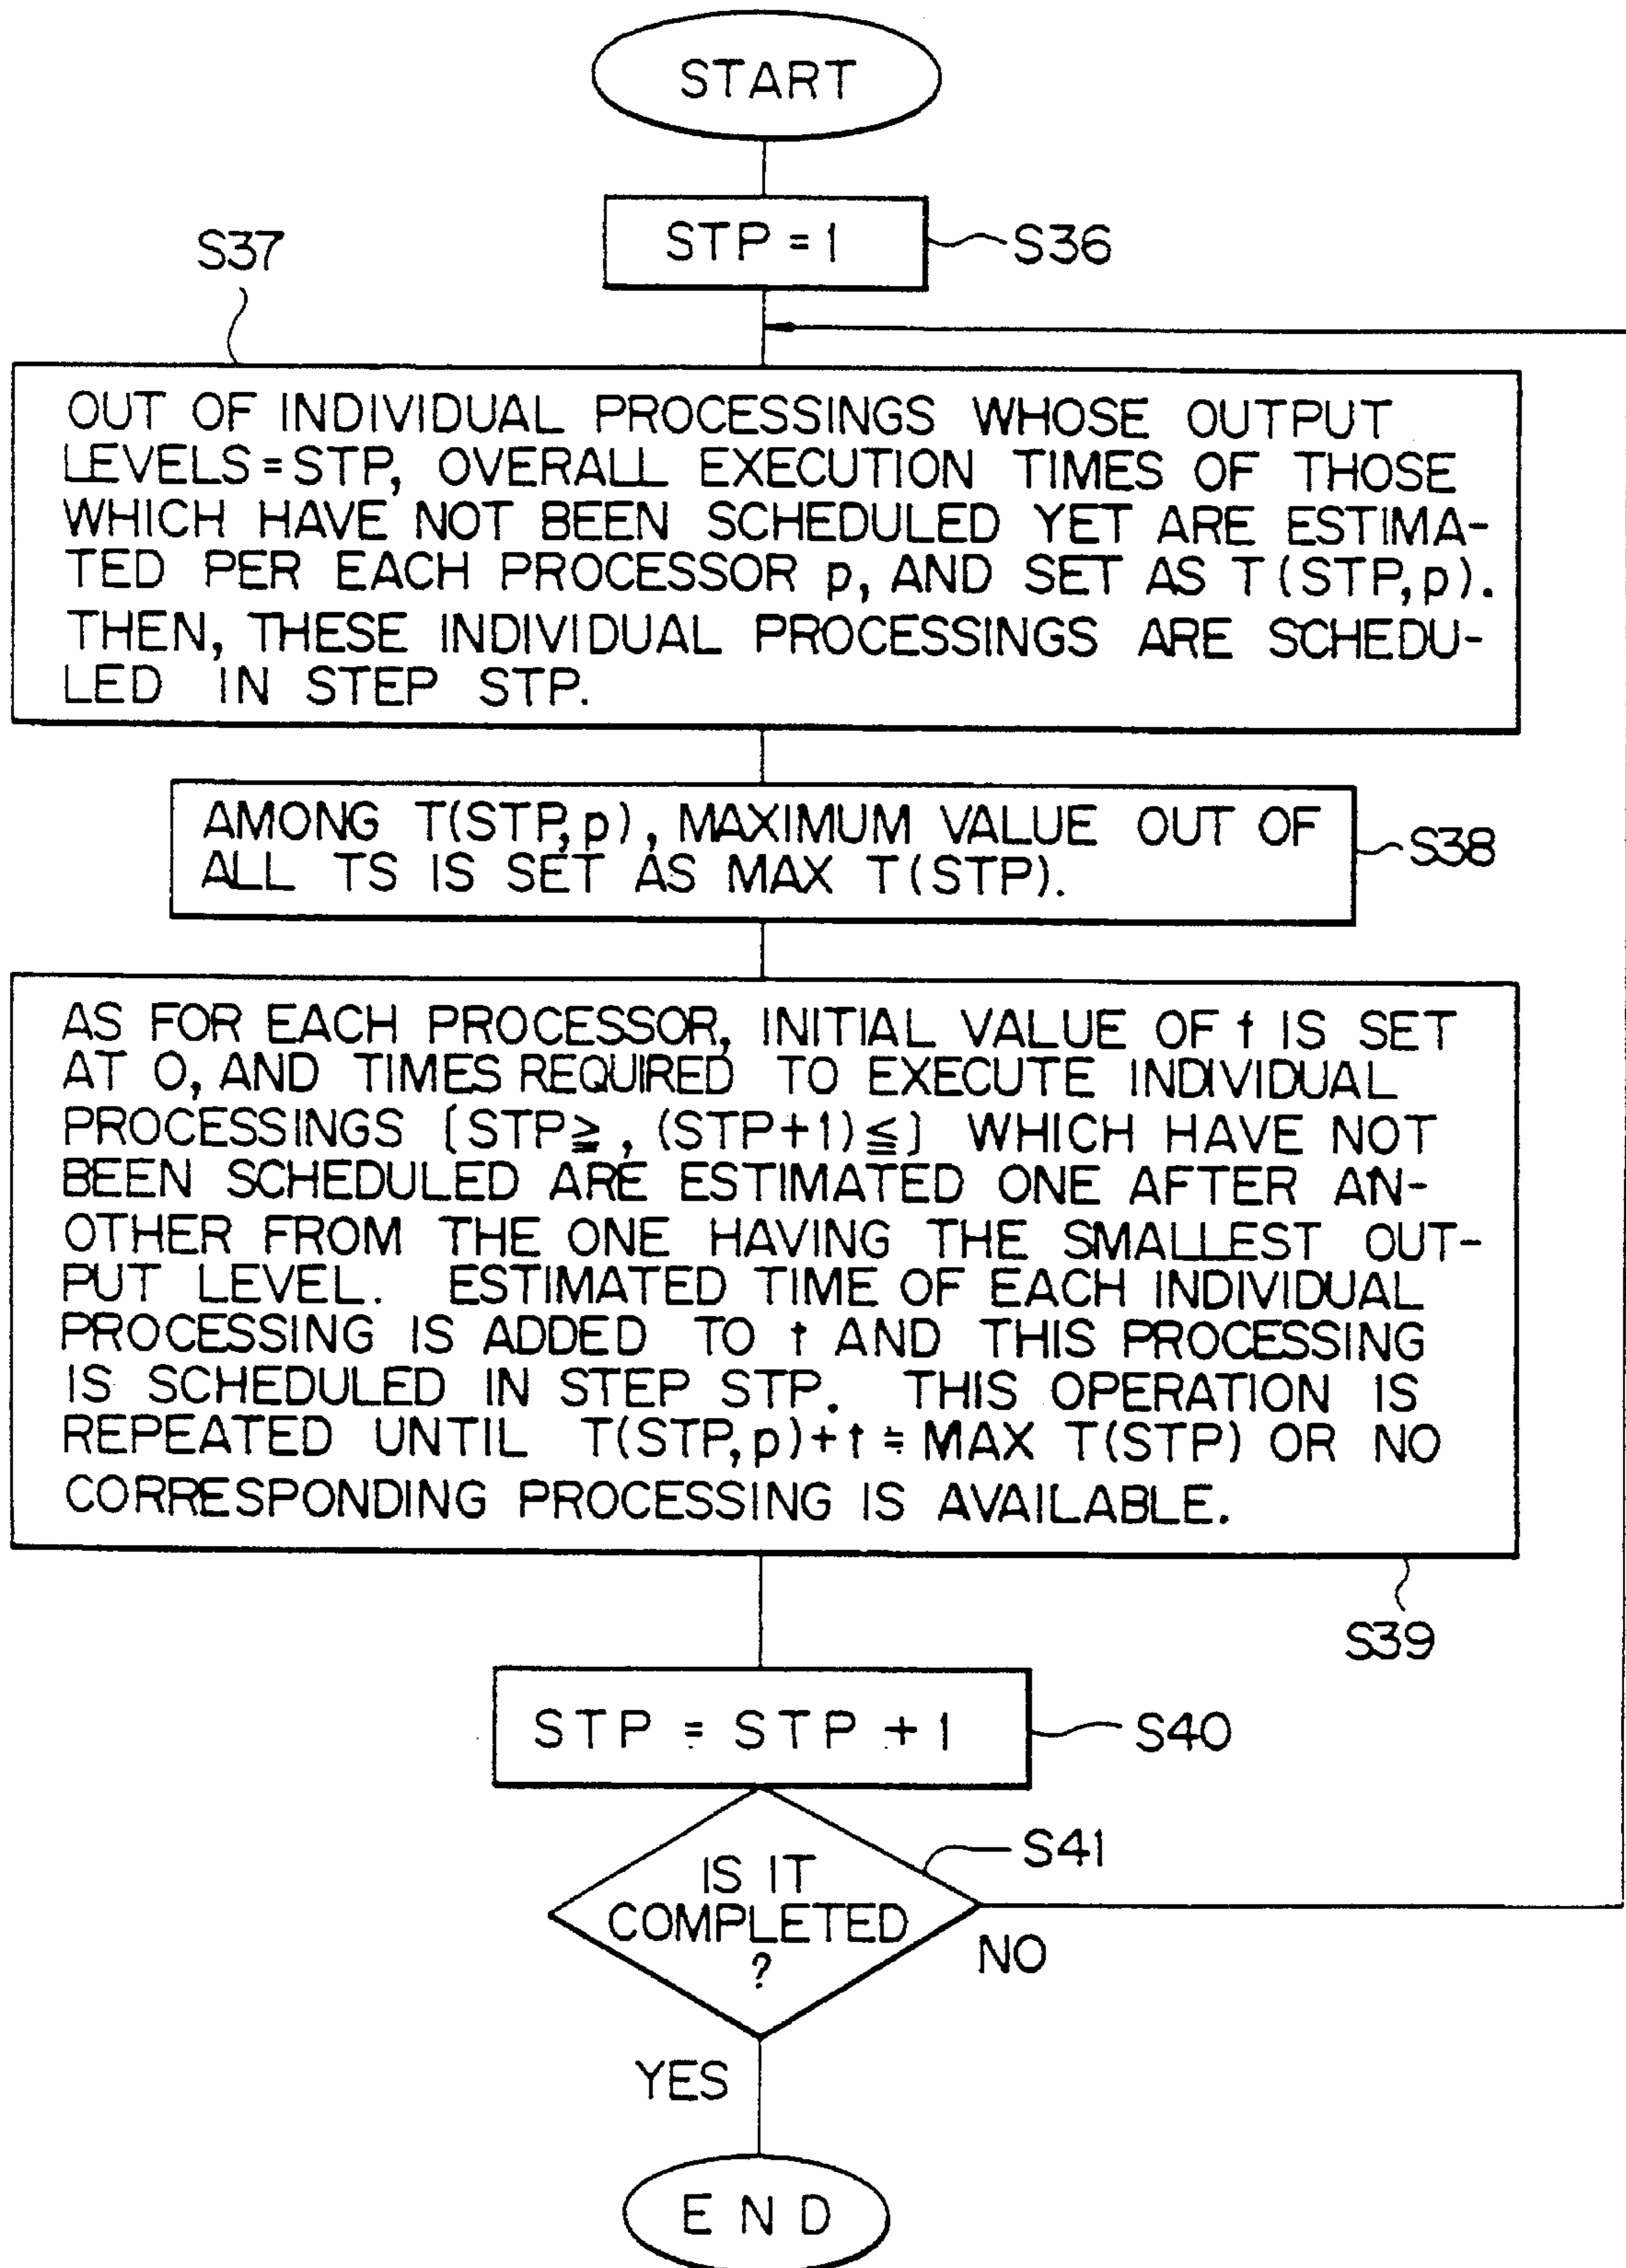 START
STP = 1
S36
S37
OUT OF INDIVIDUAL PROCESSINGS WHOSE OUTPUT
LEVELS = STP, OVERALL EXECUTION TIMES OF THOSE
WHICH HAVE NOT BEEN SCHEDULED YET ARE ESTIMA-
TED PER EACH PROCESSOR p, AND SET AS T(STP,p).
THEN, THESE INDIVIDUAL PROCESSINGS ARE SCHEDU-
LED IN STEP STP.
AMONG T(STP,p), MAXIMUM VALUE OUT OF
ALL TS IS SET AS MAX T(STP).
S38
AS FOR EACH PROCESSOR, INITIAL VALUE OF t IS SET
AT 0, AND TIMES REQUIRED TO EXECUTE INDIVIDUAL
PROCESSINGS [STP≧, (STP+1)≦] WHICH HAVE NOT
BEEN SCHEDULED ARE ESTIMATED ONE AFTER AN-
OTHER FROM THE ONE HAVING THE SMALLEST OUT-
PUT LEVEL. ESTIMATED TIME OF EACH INDIVIDUAL
PROCESSING IS ADDED TO t AND THIS PROCESSING
IS SCHEDULED IN STEP STP. THIS OPERATION IS
REPEATED UNTIL T(STP,p)+t ≒ MAX T(STP) OR NO
CORRESPONDING PROCESSING IS AVAILABLE.
S39
STP = STP + 1
S40
IS IT
COMPLETED
?
S41
NO
YES
END